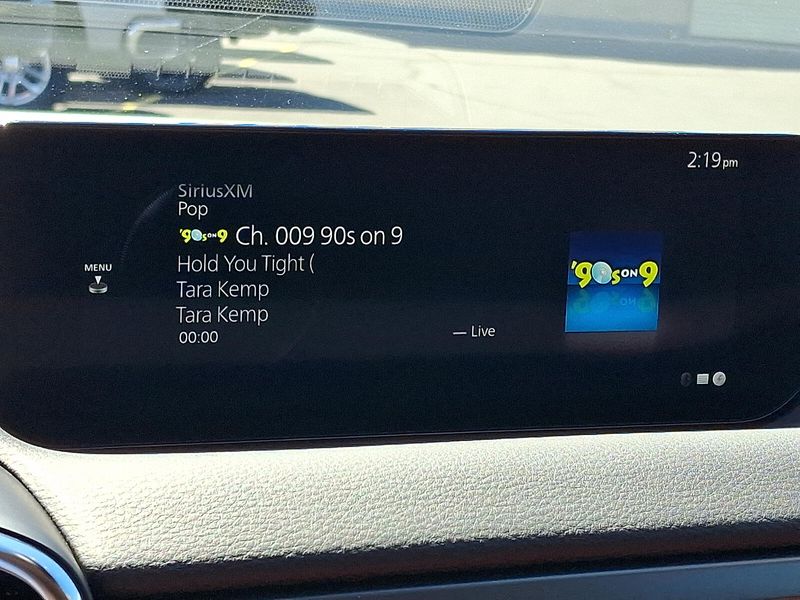 2:19pm
SiriusXM
Pop
'90s ON 9 Ch. 009 90s on 9
MENU
Hold You Tight (
Tara Kemp
Tara Kemp
00:00
— Live
'90s ON 9